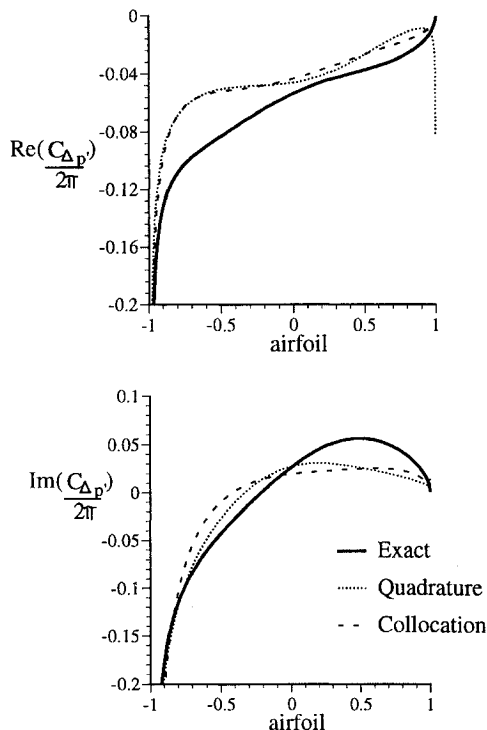 0
-0.04
-0.08
Re(C_Δp')
2π
-0.12
-0.16
-0.2
-1 -0.5 0 0.5 1
airfoil
0.1
0.05
Im(C_Δp')
2π
0
-0.05
-0.1
-0.15
-0.2
Exact
Quadrature
Collocation
-1 -0.5 0 0.5 1
airfoil